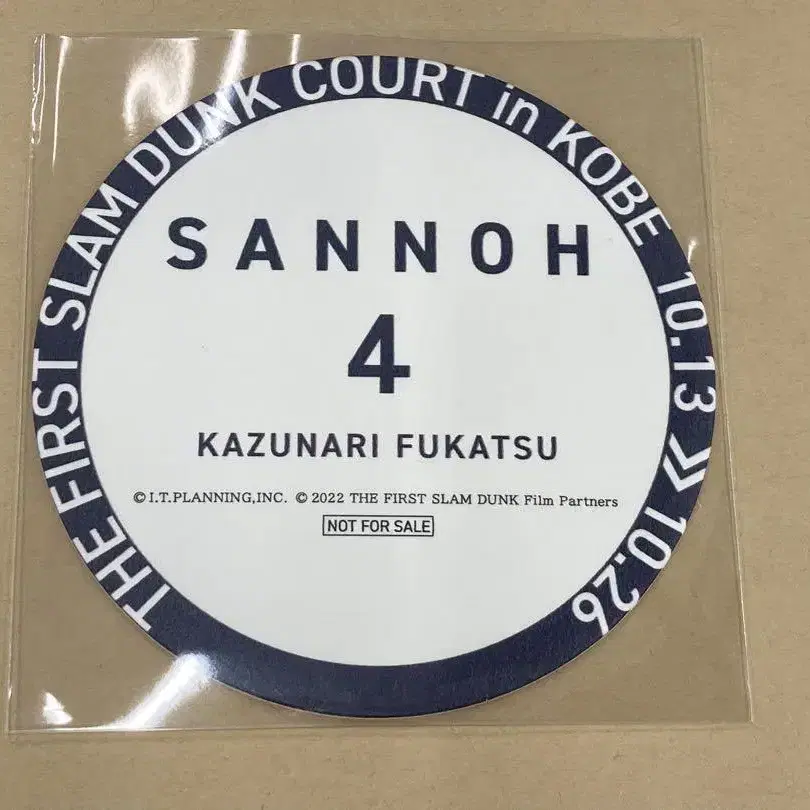 THE FIRST SLAM DUNK COURT in KOBE 10.13 >> 10.26
SANNOH
4
KAZUNARI FUKATSU
© I.T.PLANNING,INC. © 2022 THE FIRST SLAM DUNK Film Partners
NOT FOR SALE